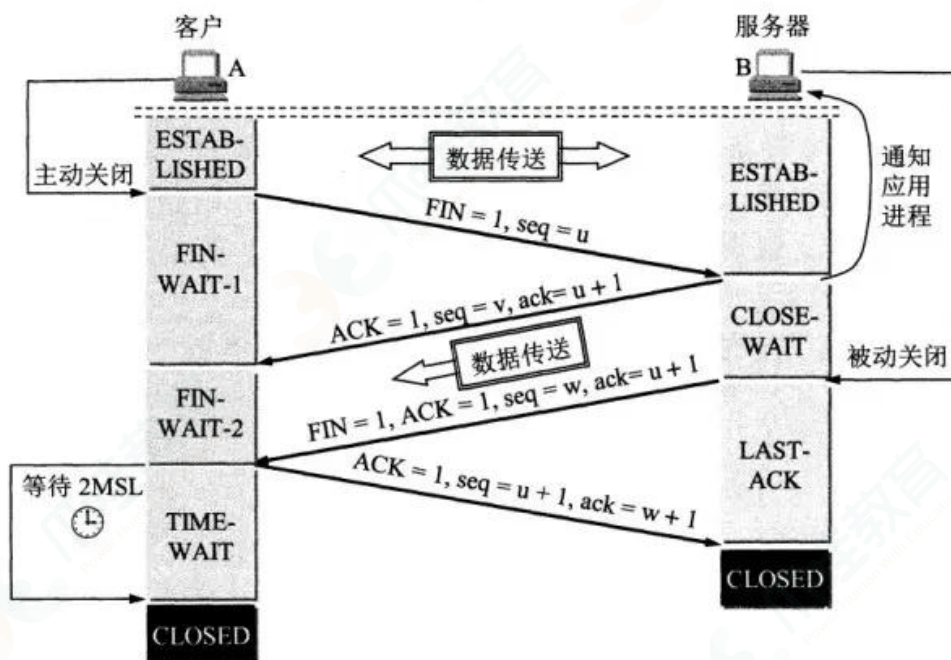 客户
服务器
A
B
ESTAB-
LISHED
数据传送
ESTAB-
LISHED
通知
应用
进程
主动关闭
FIN = 1, seq = u
FIN-
WAIT-1
ACK = 1, seq = v, ack= u + 1
CLOSE-
WAIT
数据传送
被动关闭
FIN-
WAIT-2
FIN = 1, ACK = 1, seq = w, ack= u + 1
LAST-
ACK
等待 2MSL
ACK = 1, seq = u + 1, ack = w + 1
TIME-
WAIT
CLOSED
CLOSED